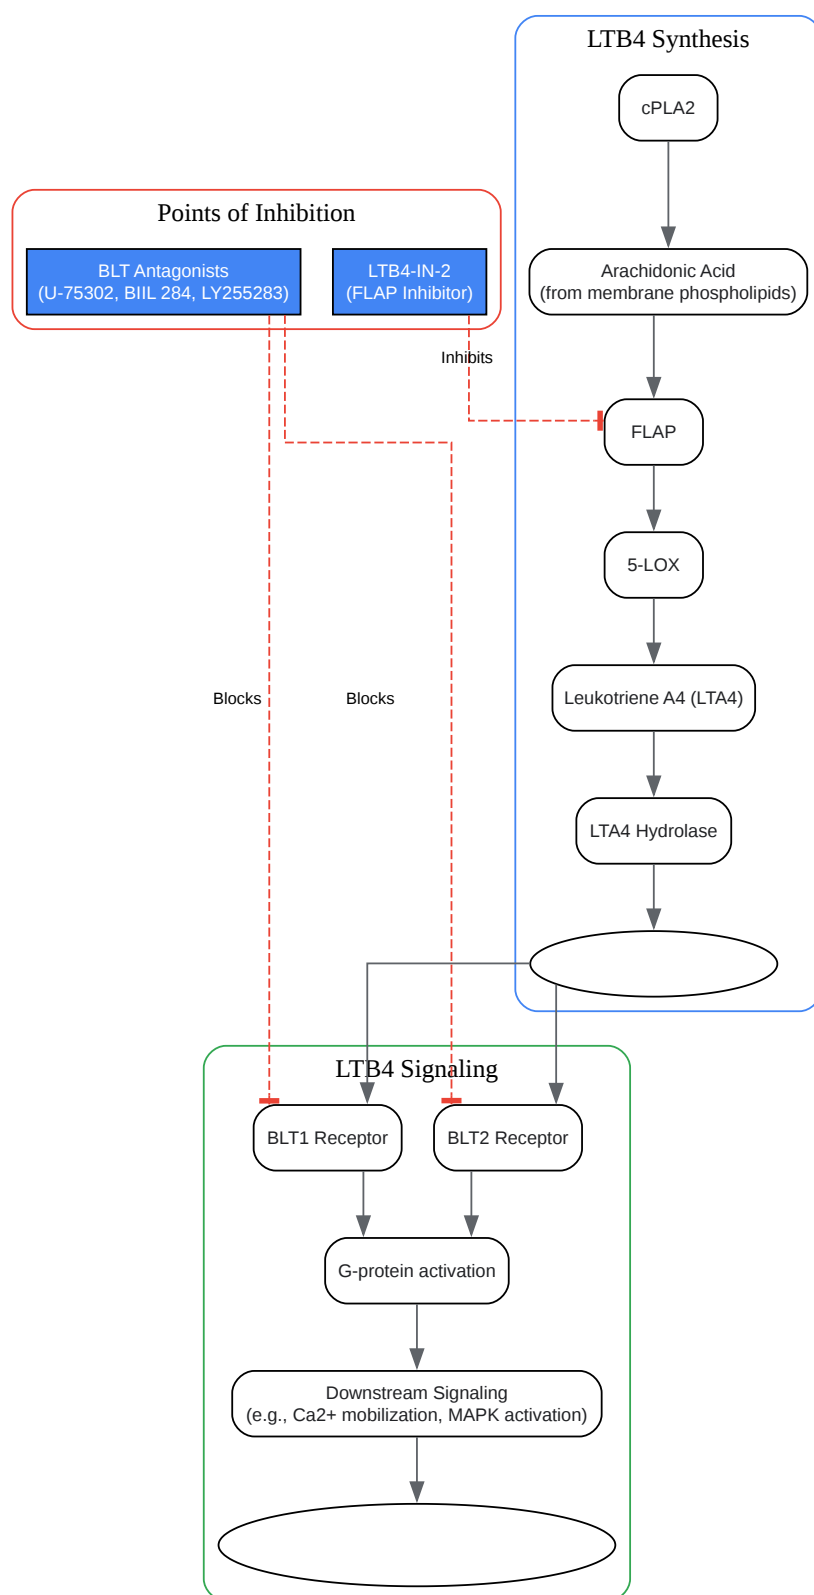 LTB4 Synthesis
cPLA2
Points of Inhibition
BLT Antagonists
(U-75302, BIIL 284, LY255283)
LTB4-IN-2
(FLAP Inhibitor)
Arachidonic Acid
(from membrane phospholipids)
Inhibits
FLAP
5-LOX
Blocks
Blocks
Leukotriene A4 (LTA4)
LTA4 Hydrolase
LTB4 Signaling
BLT1 Receptor
BLT2 Receptor
G-protein activation
Downstream Signaling
(e.g., Ca2+ mobilization, MAPK activation)